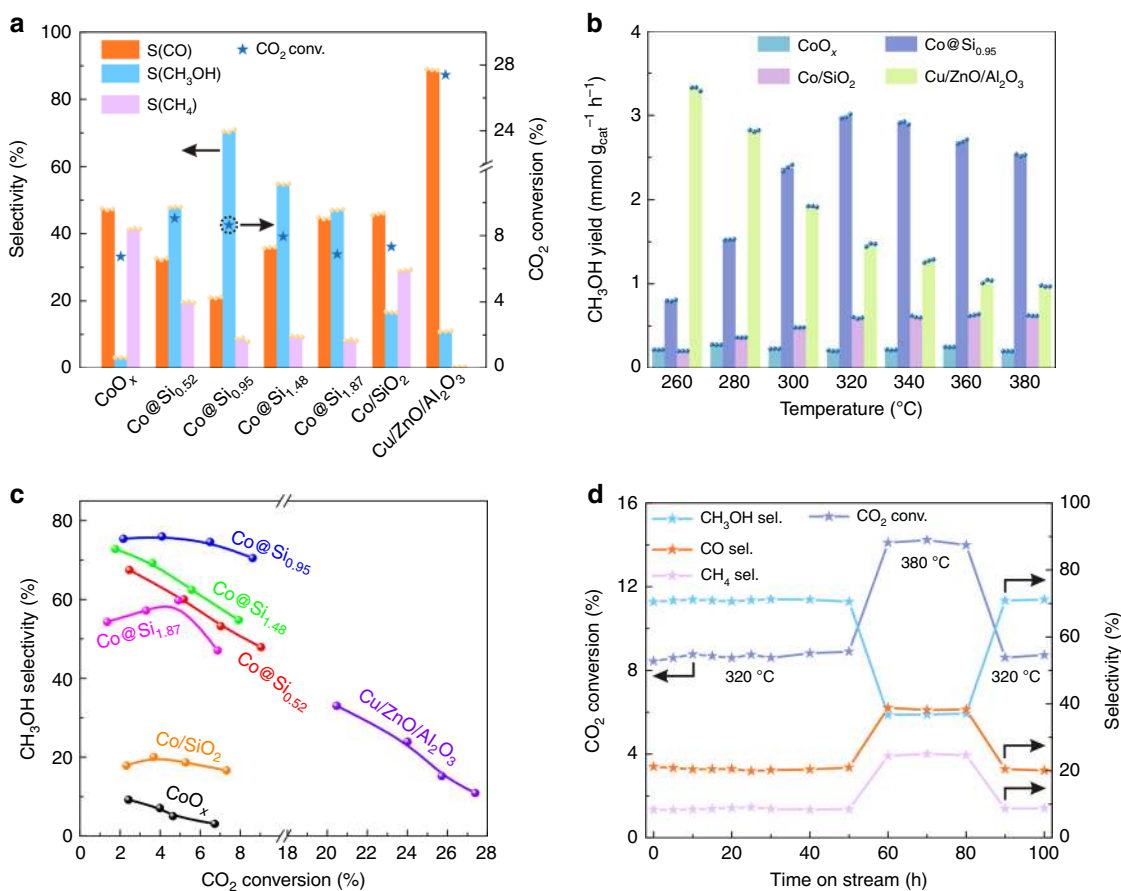 a
S(CO)
CO₂ conv.
S(CH₃OH)
S(CH₄)
Selectivity (%)
100
80
60
40
20
0
28
24
8
4
0
CO₂ conversion (%)
CoOₓ
Co@Si₀.₅₂
Co@Si₀.₉₅
Co@Si₁.₄₈
Co@Si₁.₈₇
Co/SiO₂
Cu/ZnO/Al₂O₃
b
CoOₓ
Co@Si₀.₉₅
Co/SiO₂
Cu/ZnO/Al₂O₃
CH₃OH yield (mmol g_cat⁻¹ h⁻¹)
4
3
2
1
0
260 280 300 320 340 360 380
Temperature (°C)
c
CH₃OH selectivity (%)
80
60
40
20
0
Co@Si₀.₉₅
Co@Si₁.₄₈
Co@Si₁.₈₇
Co@Si₀.₅₂
Cu/ZnO/Al₂O₃
Co/SiO₂
CoOₓ
0 2 4 6 8 18 20 22 24 26 28
CO₂ conversion (%)
d
CH₃OH sel.
CO₂ conv.
CO sel.
CH₄ sel.
CO₂ conversion (%)
16
12
8
4
0
380 °C
320 °C
320 °C
100
80
60
40
20
0
Selectivity (%)
0 20 40 60 80 100
Time on stream (h)